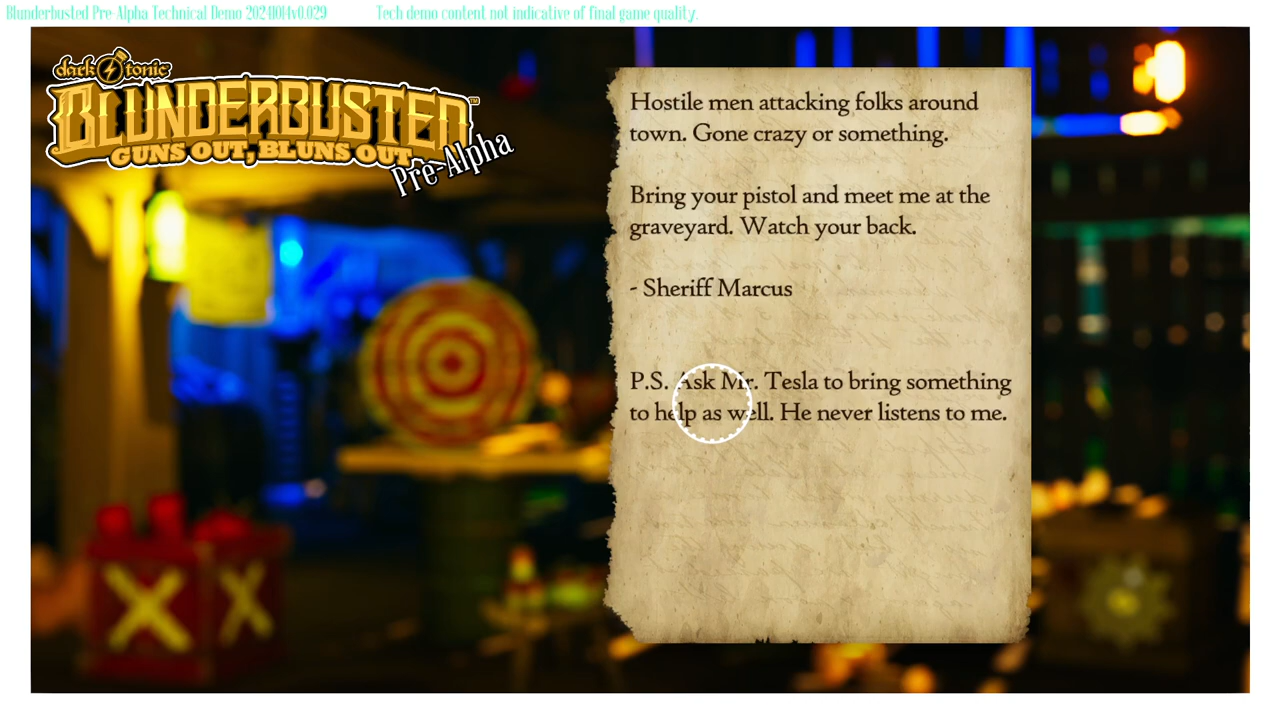 Blunderbusted Pre-Alpha Technical Demo 20241014v0.029 Tech demo content not indicative of final game quality.
dark tonic
BLUNDERBUSTED™
GUNS OUT, BLUNS OUT
Pre-Alpha
Hostile men attacking folks around
town. Gone crazy or something.
Bring your pistol and meet me at the
graveyard. Watch your back.
- Sheriff Marcus
P.S. Ask Mr. Tesla to bring something
to help as well. He never listens to me.